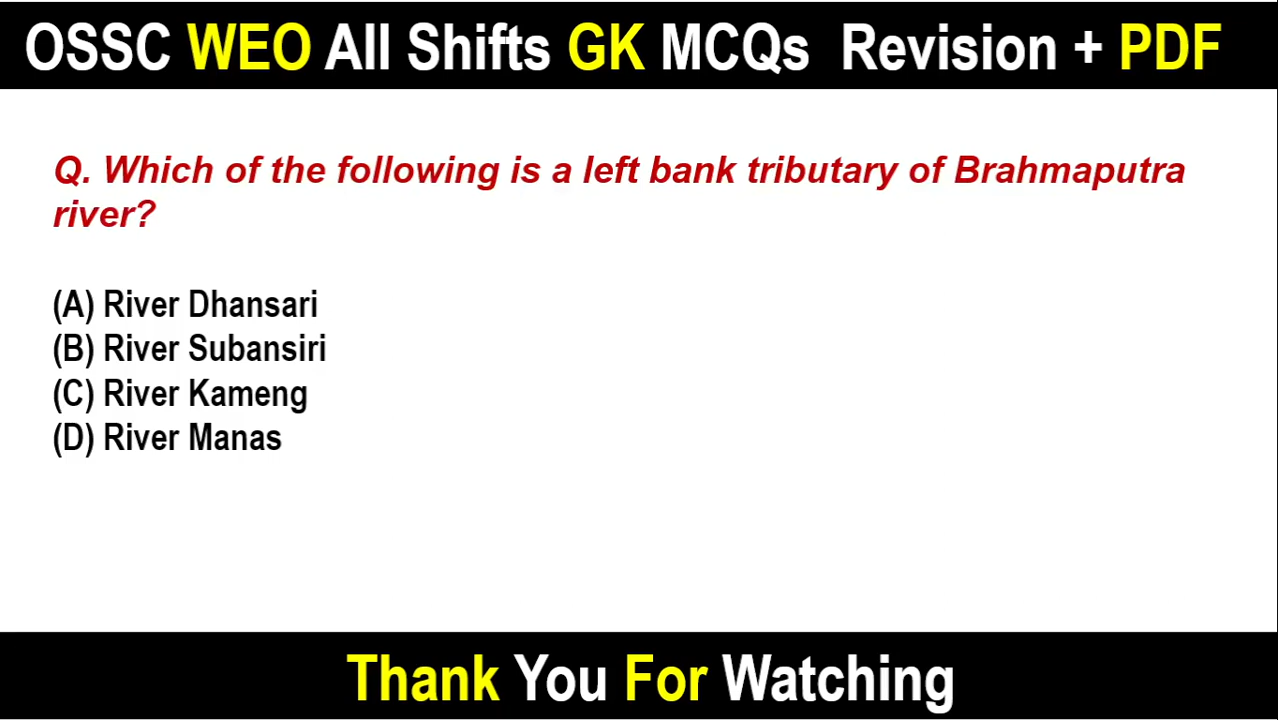 OSSC WEO All Shifts GK MCQs Revision + PDF
Q. Which of the following is a left bank tributary of Brahmaputra
river?
(A) River Dhansari
(B) River Subansiri
(C) River Kameng
(D) River Manas
Thank You For Watching